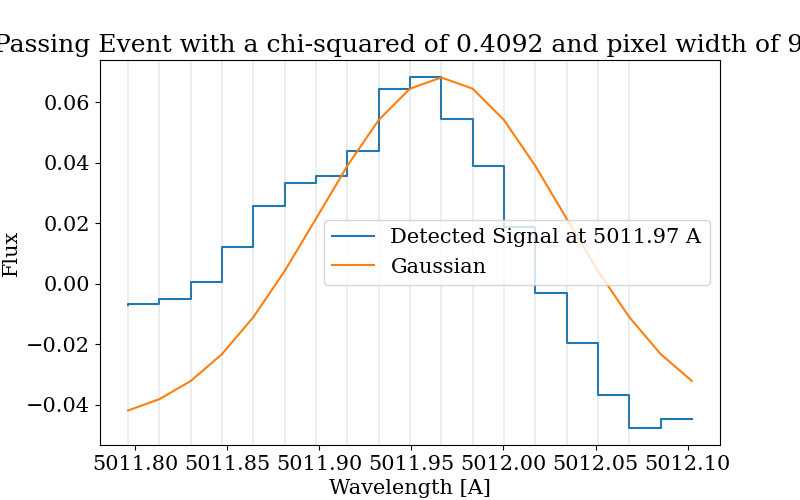 Passing Event with a chi-squared of 0.4092 and pixel width of 9
Flux
0.06
0.04
0.02
0.00
−0.02
−0.04
Detected Signal at 5011.97 A
Gaussian
5011.80 5011.85 5011.90 5011.95 5012.00 5012.05 5012.10
Wavelength [A]